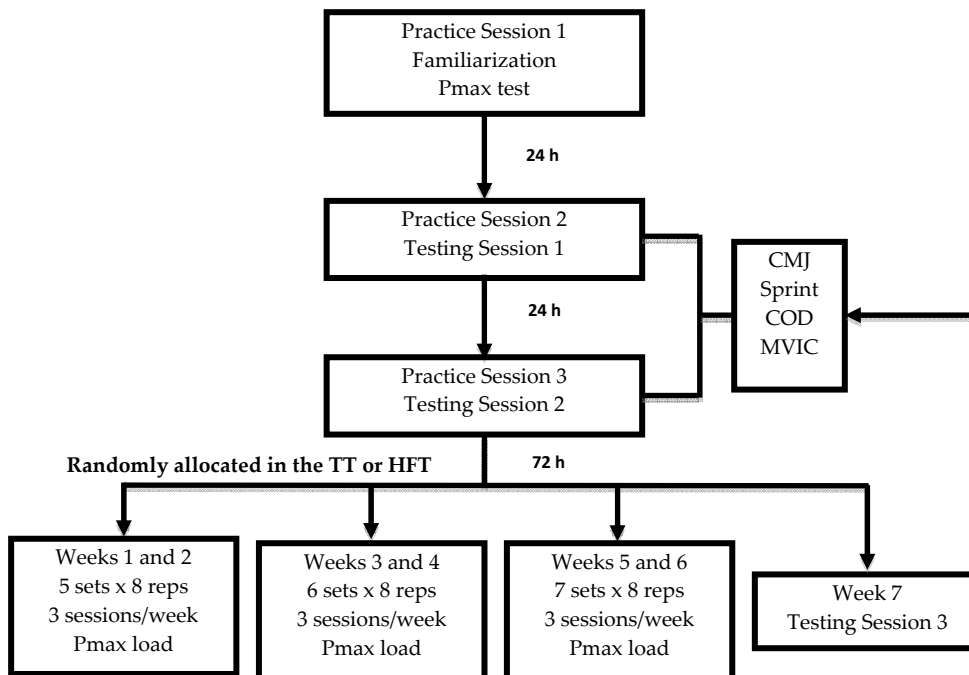 Practice Session 1
Familiarization
Pmax test
24 h
Practice Session 2
Testing Session 1
CMJ
Sprint
COD
MVIC
24 h
Practice Session 3
Testing Session 2
Randomly allocated in the TT or HFT
72 h
Weeks 1 and 2
5 sets x 8 reps
3 sessions/week
Pmax load
Weeks 3 and 4
6 sets x 8 reps
3 sessions/week
Pmax load
Weeks 5 and 6
7 sets x 8 reps
3 sessions/week
Pmax load
Week 7
Testing Session 3